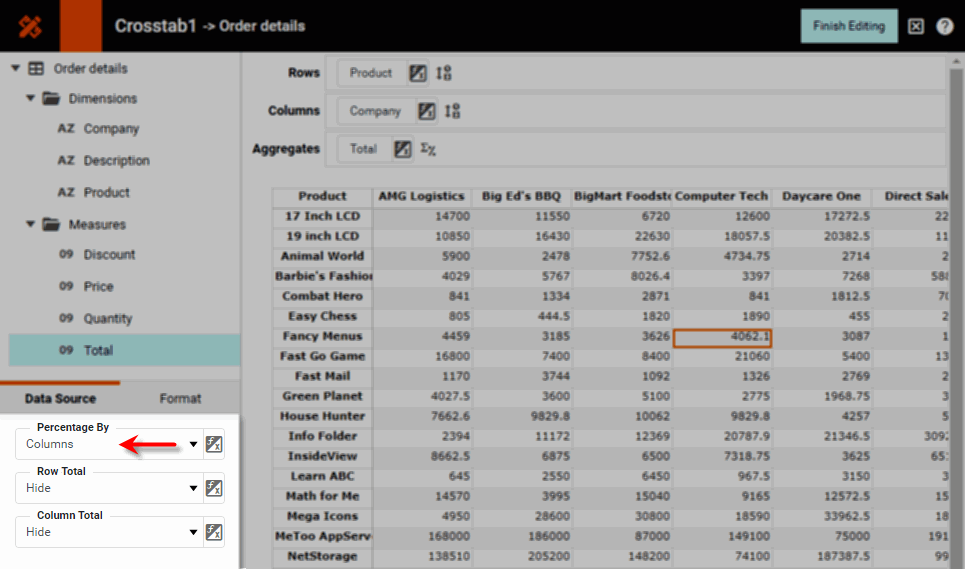 Crosstab1 -> Order details
Finish Editing
Order details
Dimensions
AZ Company
AZ Description
AZ Product
Measures
09 Discount
09 Price
09 Quantity
09 Total
Data Source Format
Percentage By
Columns
Row Total
Hide
Column Total
Hide
Rows Product
Columns Company
Aggregates Total
Product AMG Logistics Big Ed's BBQ BigMart Foodsto Computer Tech Daycare One Direct Sale
17 Inch LCD 14700 11550 6720 12600 17272.5 22
19 inch LCD 10850 16430 22630 18057.5 20382.5 11
Animal World 5900 2478 7752.6 4734.75 2714 2
Barbie's Fashion 4029 5767 8026.4 3397 7268 588
Combat Hero 841 1334 2871 841 1812.5 70
Easy Chess 805 444.5 1820 1890 455 2
Fancy Menus 4459 3185 3626 4062.1 3087 1
Fast Go Game 16800 7400 8400 21060 5400 13
Fast Mail 1170 3744 1092 1326 2769 2
Green Planet 4027.5 3600 5100 2775 1968.75 3
House Hunter 7662.6 9829.8 10062 9829.8 4257 5
Info Folder 2394 11172 12369 20787.9 21346.5 3092
InsideView 8662.5 6875 6500 7318.75 3625 65
Learn ABC 645 2550 6450 967.5 3150 3
Math for Me 14570 3995 15040 9165 12572.5 15
Mega Icons 4950 28600 30800 18590 33962.5 18
MeToo AppServ 168000 186000 87000 149100 75000 191
NetStorage 138510 205200 148200 74100 187387.5 99